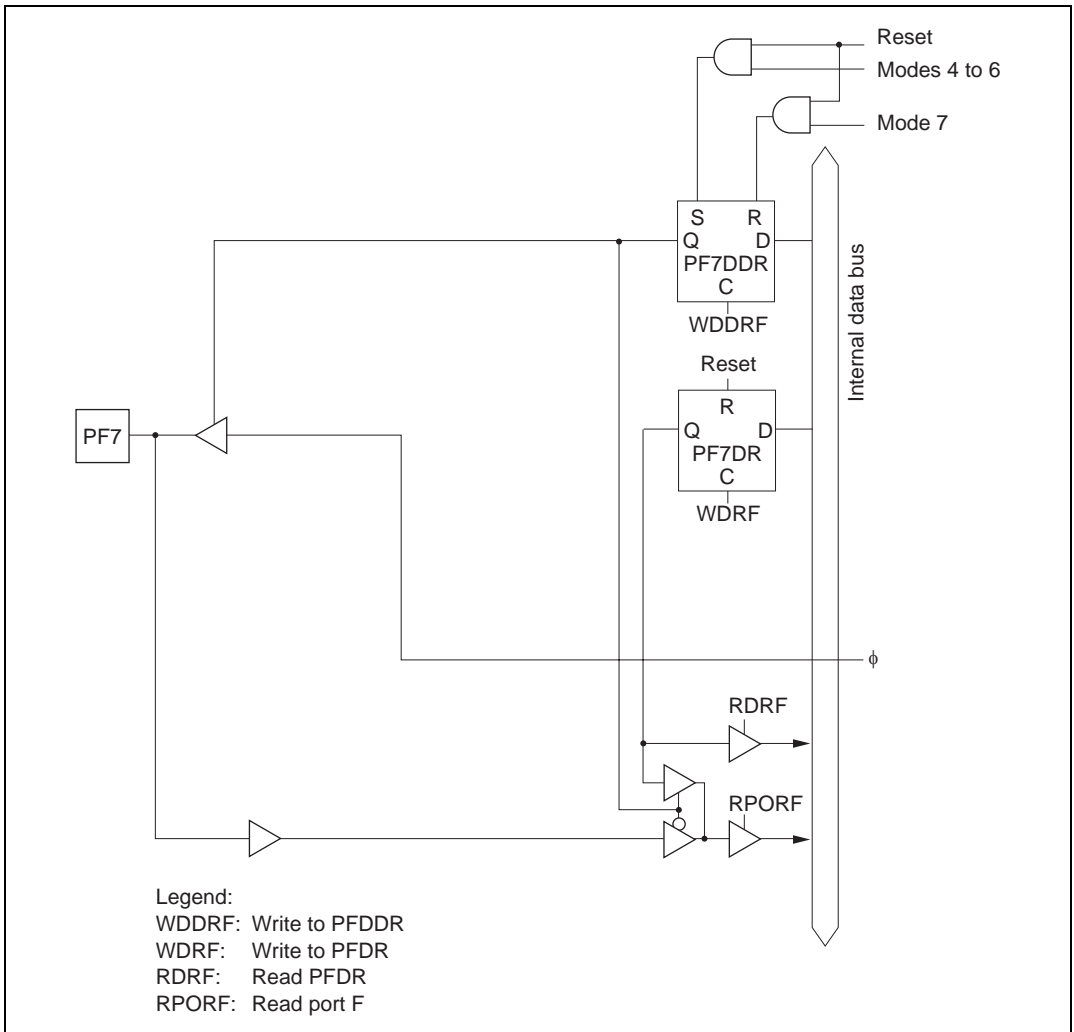 Reset
Modes 4 to 6
Mode 7
S R
Q D
PF7DDR
C
WDDRF
Internal data bus
Reset
R
PF7
Q D
PF7DR
C
WDRF
ϕ
RDRF
RPORF
Legend:
WDDRF: Write to PFDDR
WDRF: Write to PFDR
RDRF: Read PFDR
RPORF: Read port F